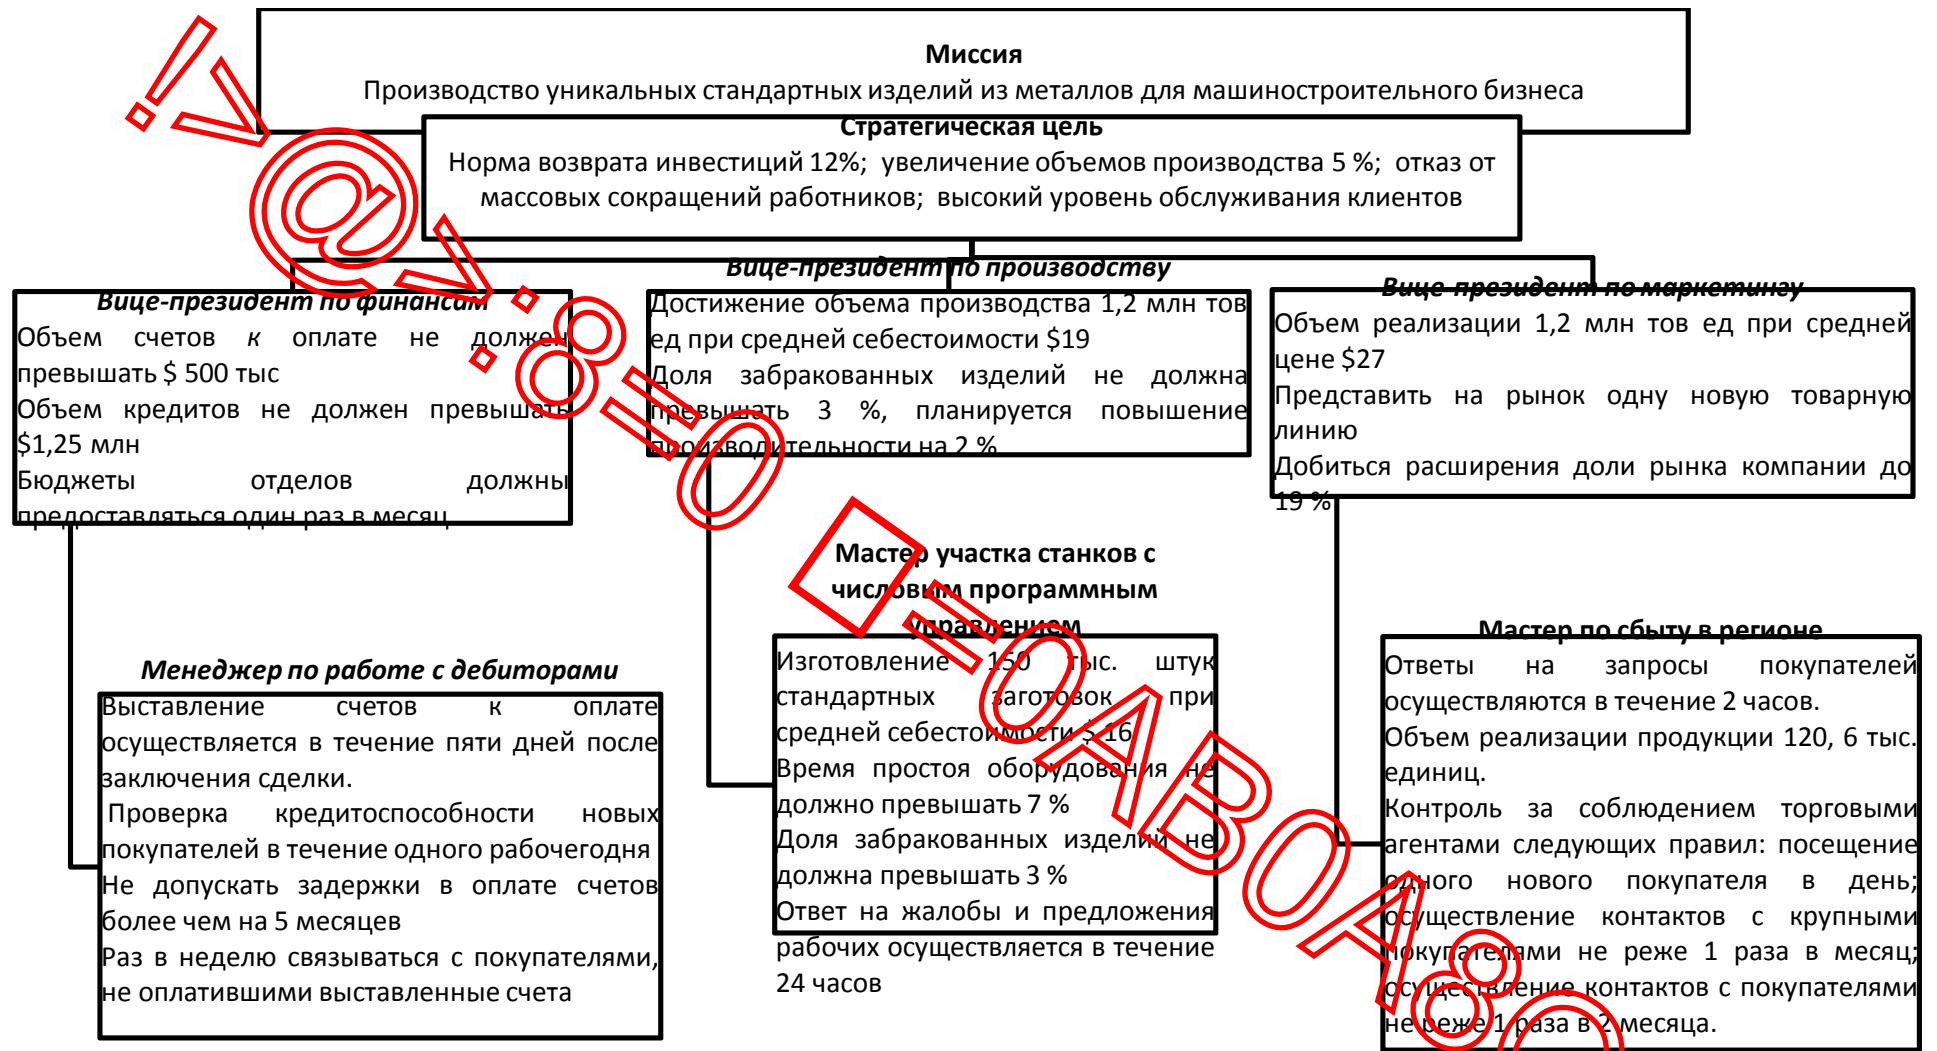 Миссия
Производство уникальных стандартных изделий из металлов для машиностроительного бизнеса
Стратегическая цель
Норма возврата инвестиций 12%; увеличение объемов производства 5 %; отказ от
массовых сокращений работников; высокий уровень обслуживания клиентов
Вице-президент по финансам
Объем счетов к оплате не должен
превышать $ 500 тыс
Объем кредитов не должен превышать
$1,25 млн
Бюджеты отделов должны
предоставляться один раз в месяц
Вице-президент по производству
Достижение объема производства 1,2 млн тов
ед при средней себестоимости $19
Доля забракованных изделий не должна
превышать 3 %, планируется повышение
производительности на 2 %
Вице-президент по маркетингу
Объем реализации 1,2 млн тов ед при средней
цене $27
Представить на рынок одну новую товарную
линию
Добиться расширения доли рынка компании до
19 %
Менеджер по работе с дебиторами
Выставление счетов к оплате
осуществляется в течение пяти дней после
заключения сделки.
Проверка кредитоспособности новых
покупателей в течение одного рабочегодня
Не допускать задержки в оплате счетов
более чем на 5 месяцев
Раз в неделю связываться с покупателями,
не оплатившими выставленные счета
Мастер участка станков с
числовым программным
управлением
Изготовление 150 тыс. штук
стандартных заготовок при
средней себестоимости $ 16
Время простоя оборудования не
должно превышать 7 %
Доля забракованных изделий не
должна превышать 3 %
Ответ на жалобы и предложения
рабочих осуществляется в течение
24 часов
Мастер по сбыту в регионе
Ответы на запросы покупателей
осуществляются в течение 2 часов.
Объем реализации продукции 120, 6 тыс.
единиц.
Контроль за соблюдением торговыми
агентами следующих правил: посещение
одного нового покупателя в день;
осуществление контактов с крупными
покупателями не реже 1 раза в месяц;
осуществление контактов с покупателями
не реже 1 раза в 2 месяца.